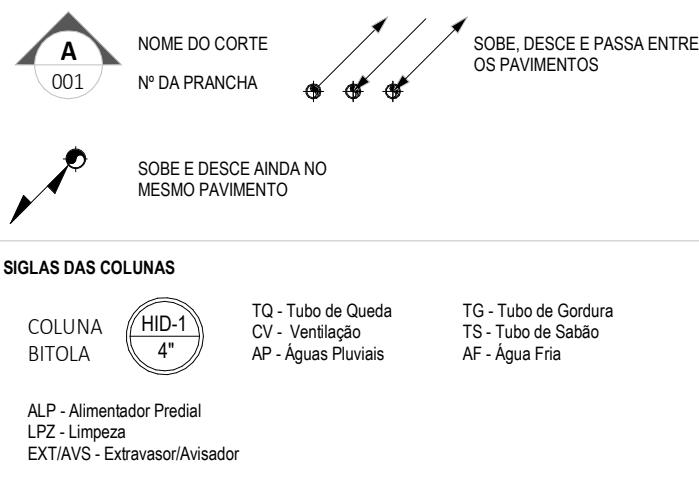 A
001
NOME DO CORTE
Nº DA PRANCHA
SOBE, DESCE E PASSA ENTRE
OS PAVIMENTOS
SOBE E DESCE AINDA NO
MESMO PAVIMENTO
SIGLAS DAS COLUNAS
COLUNA
BITOLA
HID-1
4"
TQ - Tubo de Queda
CV - Ventilação
AP - Águas Pluviais
TG - Tubo de Gordura
TS - Tubo de Sabão
AF - Água Fria
ALP - Alimentador Predial
LPZ - Limpeza
EXT/AVS - Extravasor/Avisador